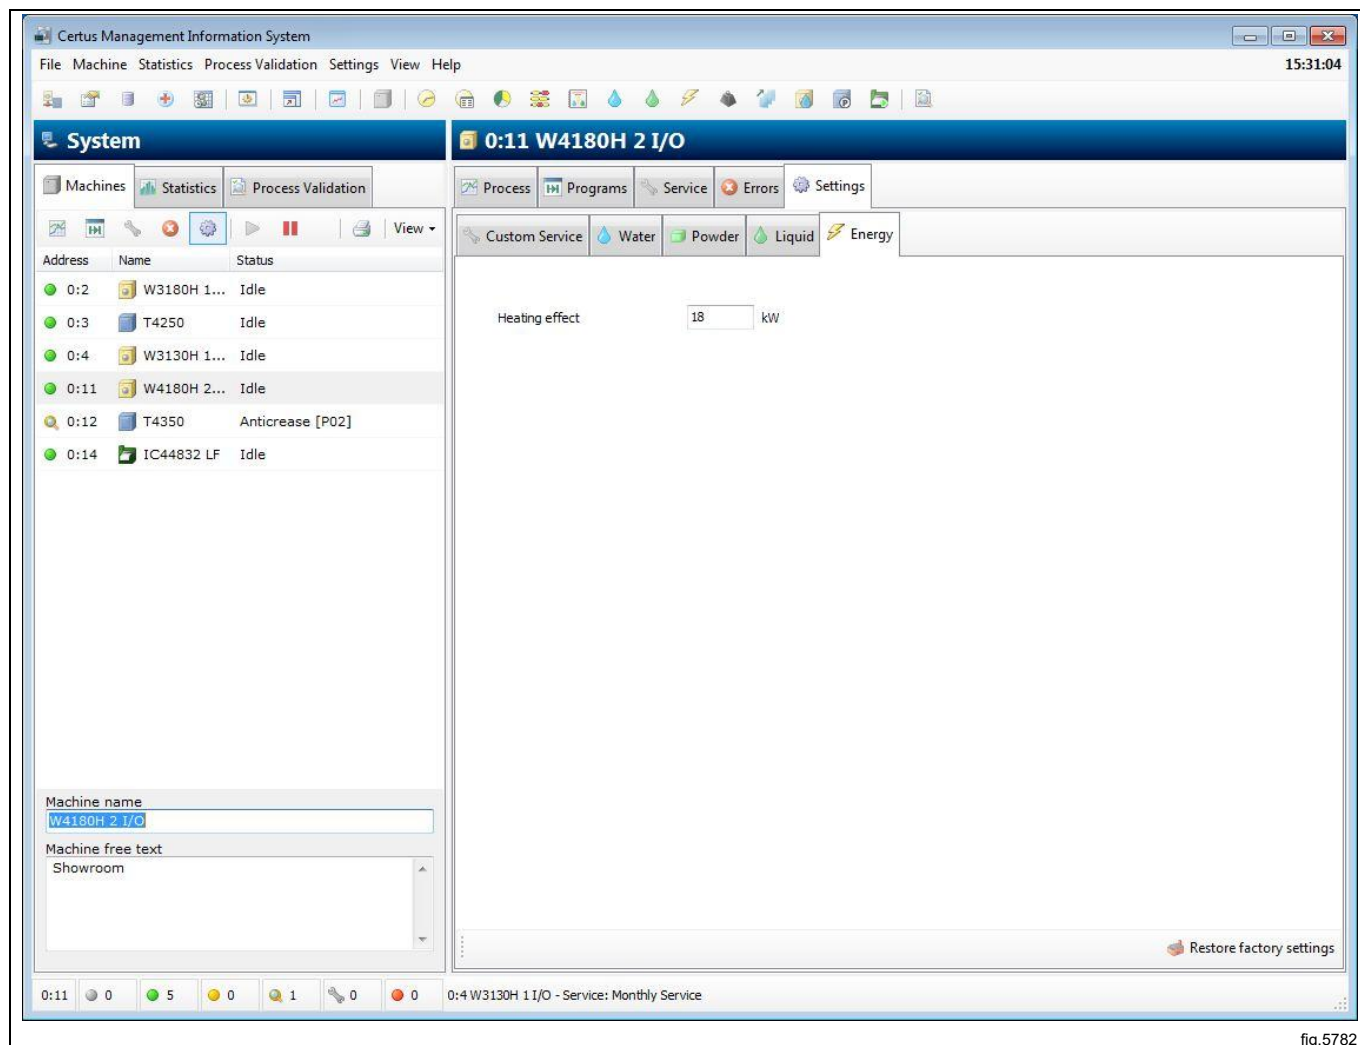 Certus Management Information System
File Machine Statistics Process Validation Settings View Help 15:31:04
System
0:11 W4180H 2 I/O
Machines Statistics Process Validation
Process Programs Service Errors Settings
View
Custom Service Water Powder Liquid Energy
Address Name Status
0:2 W3180H 1... Idle
0:3 T4250 Idle
0:4 W3130H 1... Idle
0:11 W4180H 2... Idle
0:12 T4350 Anticrease [P02]
0:14 IC44832 LF Idle
Heating effect 18 kW
Machine name
W4180H 2 I/O
Machine free text
Showroom
Restore factory settings
0:11 0 5 0 1 0 0 0:4 W3130H 1 I/O - Service: Monthly Service
fig.5782